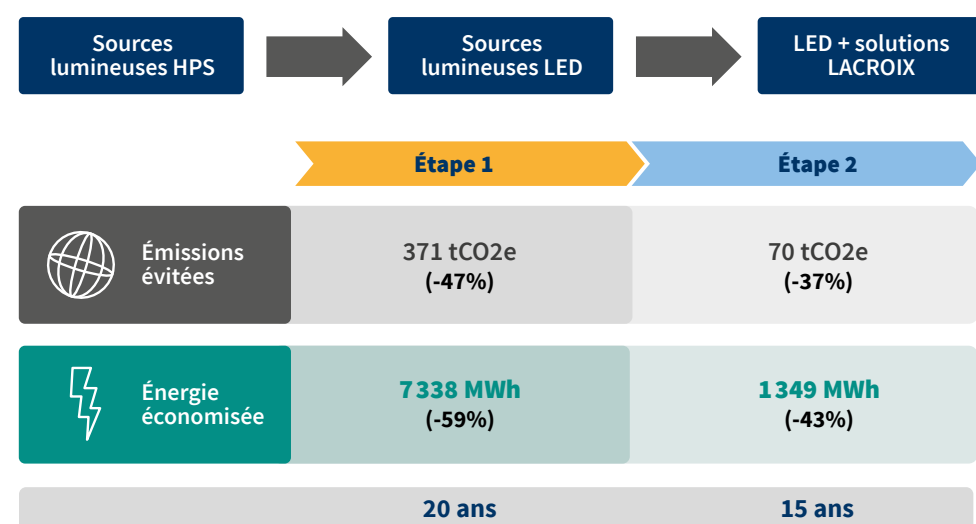 Sources
lumineuses HPS
Sources
lumineuses LED
LED + solutions
LACROIX
Étape 1
Étape 2
Émissions
évitées
371 tCO2e
(-47%)
70 tCO2e
(-37%)
Énergie
économisée
7 338 MWh
(-59%)
1 349 MWh
(-43%)
20 ans
15 ans